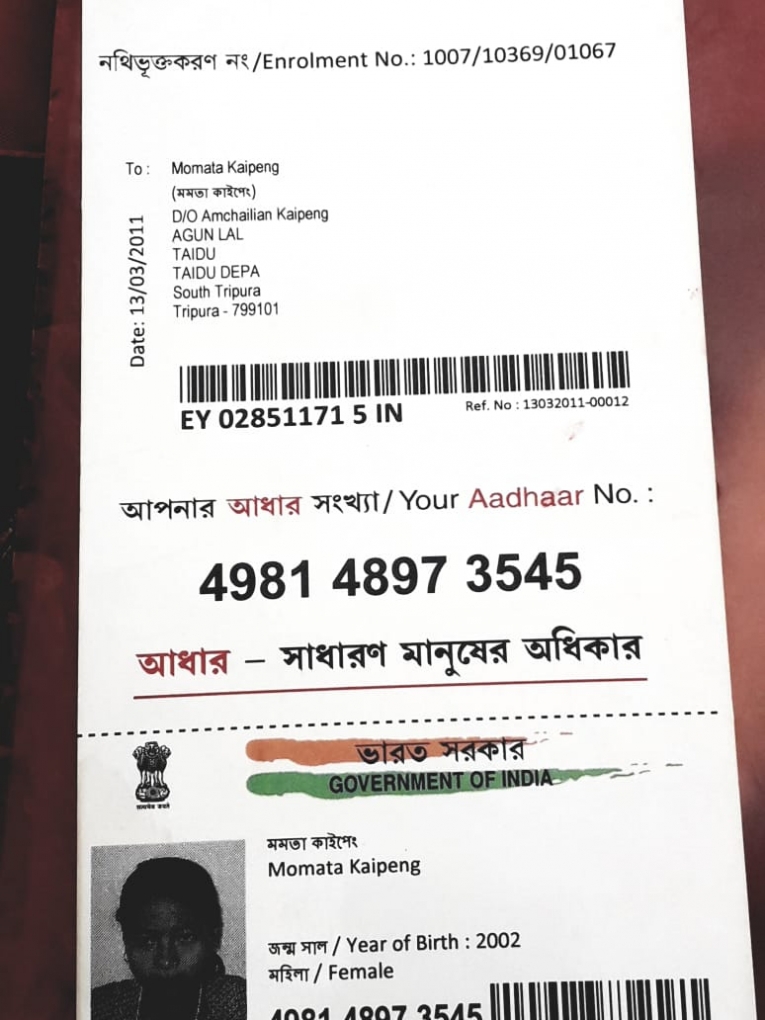 নথিভূক্তকরণ নং/Enrolment No.: 1007/10369/01067
To : Momata Kaipeng
(মমতা কাইপেং)
D/O Amchailian Kaipeng
AGUN LAL
TAIDU
TAIDU DEPA
South Tripura
Tripura - 799101
Date: 13/03/2011
EY 02851171 5 IN
Ref. No : 13032011-00012
আপনার আধার সংখ্যা/ Your Aadhaar No. :
4981 4897 3545
আধার – সাধারণ মানুষের অধিকার
ভারত সরকার
GOVERNMENT OF INDIA
মমতা কাইপেং
Momata Kaipeng
জন্ম সাল / Year of Birth : 2002
মহিলা / Female
4981 4897 3545